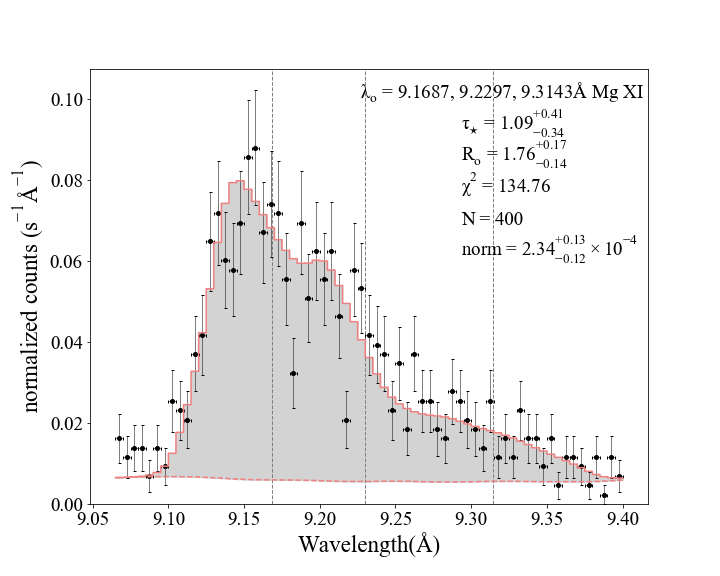 λₒ = 9.1687, 9.2297, 9.3143Å Mg XI
τ⋆ = 1.09 +0.41 −0.34
Rₒ = 1.76 +0.17 −0.14
χ² = 134.76
N = 400
norm = 2.34 +0.13 −0.12 × 10⁻⁴
normalized counts (s⁻¹ Å⁻¹)
0.10
0.08
0.06
0.04
0.02
0.00
9.05 9.10 9.15 9.20 9.25 9.30 9.35 9.40
Wavelength(Å)